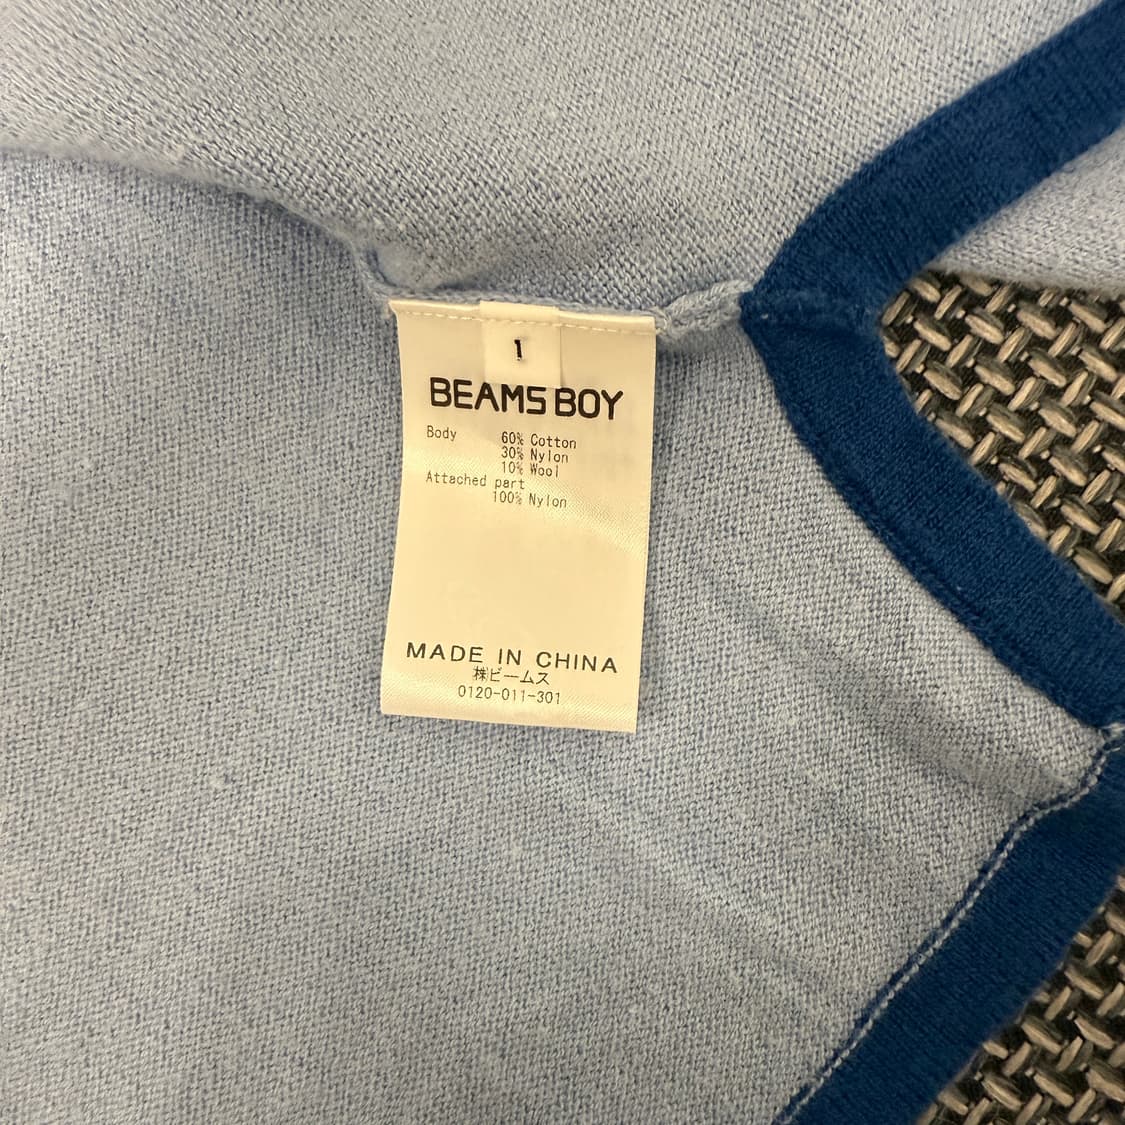 1
BEAMS BOY
Body 60% Cotton
30% Nylon
10% Wool
Attached part
100% Nylon
MADE IN CHINA
㈱ビームス
0120-011-301